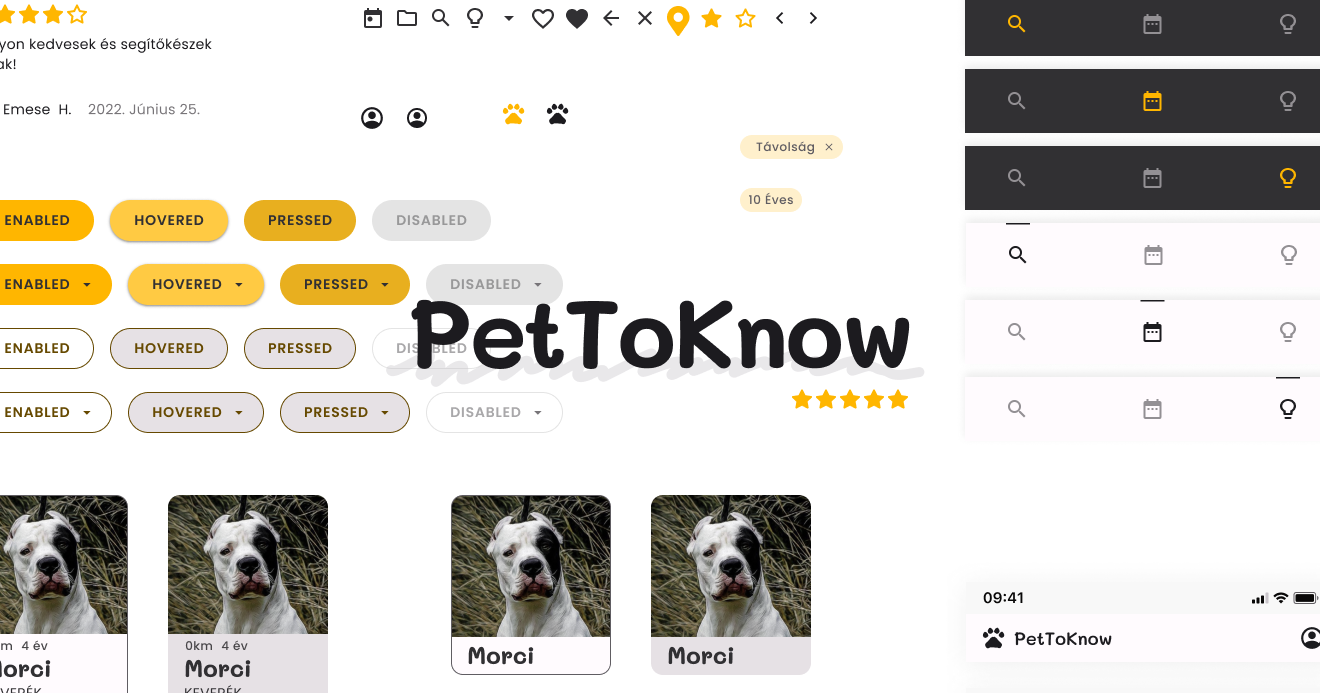 yon kedvesek és segítőkészek
ak!
Emese H. 2022. Június 25.
Távolság
10 Éves
ENABLED HOVERED PRESSED DISABLED
ENABLED HOVERED PRESSED DISABLED
ENABLED HOVERED PRESSED DISABLED
PetToKnow
ENABLED HOVERED PRESSED DISABLED
m 4 év
orci
0km 4 év
Morci
KEVERÉK
Morci
Morci
09:41
PetToKnow